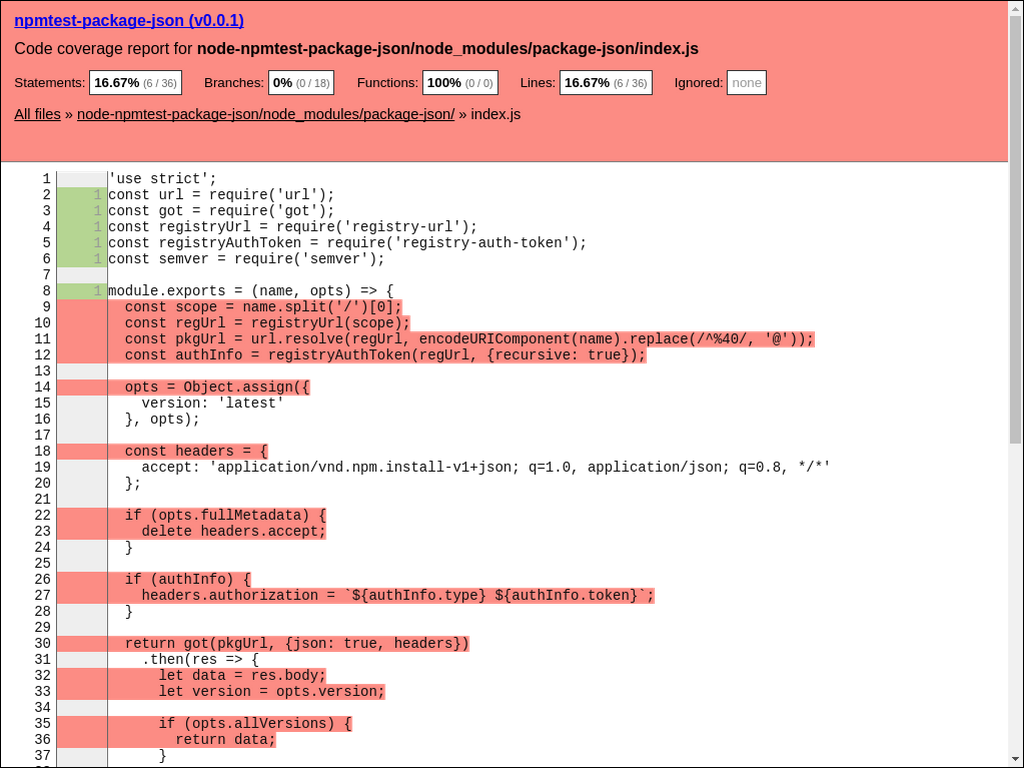 npmtest-package-json (v0.0.1)
Code coverage report for node-npmtest-package-json/node_modules/package-json/index.js
Statements: 16.67% (6 / 36) Branches: 0% (0 / 18) Functions: 100% (0 / 0) Lines: 16.67% (6 / 36) Ignored: none
All files » node-npmtest-package-json/node_modules/package-json/ » index.js
1 'use strict';
2 1 const url = require('url');
3 1 const got = require('got');
4 1 const registryUrl = require('registry-url');
5 1 const registryAuthToken = require('registry-auth-token');
6 1 const semver = require('semver');
7
8 1 module.exports = (name, opts) => {
9 const scope = name.split('/')[0];
10 const regUrl = registryUrl(scope);
11 const pkgUrl = url.resolve(regUrl, encodeURIComponent(name).replace(/^%40/, '@'));
12 const authInfo = registryAuthToken(regUrl, {recursive: true});
13
14 opts = Object.assign({
15 version: 'latest'
16 }, opts);
17
18 const headers = {
19 accept: 'application/vnd.npm.install-v1+json; q=1.0, application/json; q=0.8, */*'
20 };
21
22 if (opts.fullMetadata) {
23 delete headers.accept;
24 }
25
26 if (authInfo) {
27 headers.authorization = `${authInfo.type} ${authInfo.token}`;
28 }
29
30 return got(pkgUrl, {json: true, headers})
31 .then(res => {
32 let data = res.body;
33 let version = opts.version;
34
35 if (opts.allVersions) {
36 return data;
37 }